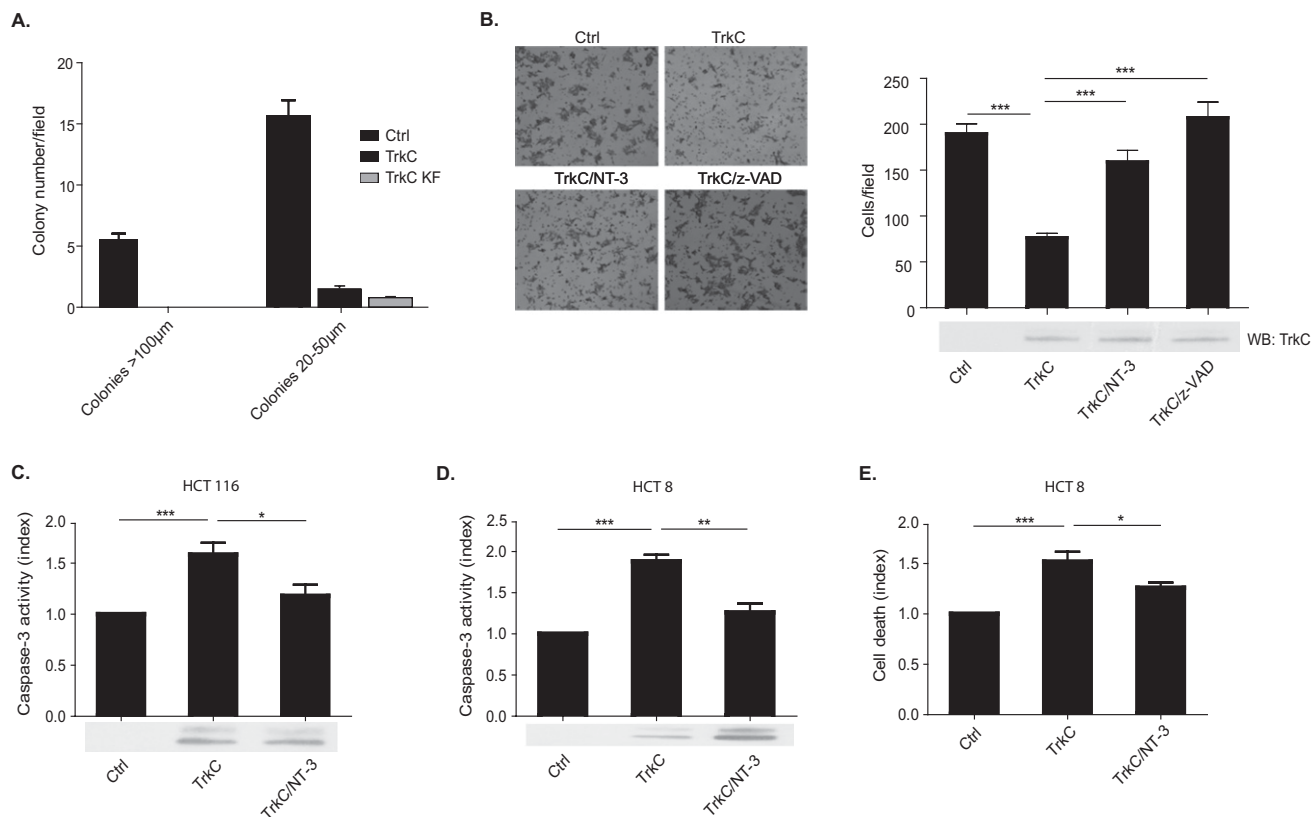 A.
Colony number/field
20
15
10
5
0
Colonies >100μm
Colonies 20-50μm
Ctrl
TrkC
TrkC KF
B.
Ctrl
TrkC
TrkC/NT-3
TrkC/z-VAD
Cells/field
250
200
150
100
50
0
***
***
***
WB: TrkC
Ctrl
TrkC
TrkC/NT-3
TrkC/z-VAD
C.
HCT 116
Caspase-3 activity (index)
2.0
1.5
1.0
0.5
0.0
***
*
Ctrl
TrkC
TrkC/NT-3
D.
HCT 8
Caspase-3 activity (index)
2.5
2.0
1.5
1.0
0.5
0.0
***
**
Ctrl
TrkC
TrkC/NT-3
E.
HCT 8
Cell death (index)
2.0
1.5
1.0
0.5
0.0
***
*
Ctrl
TrkC
TrkC/NT-3